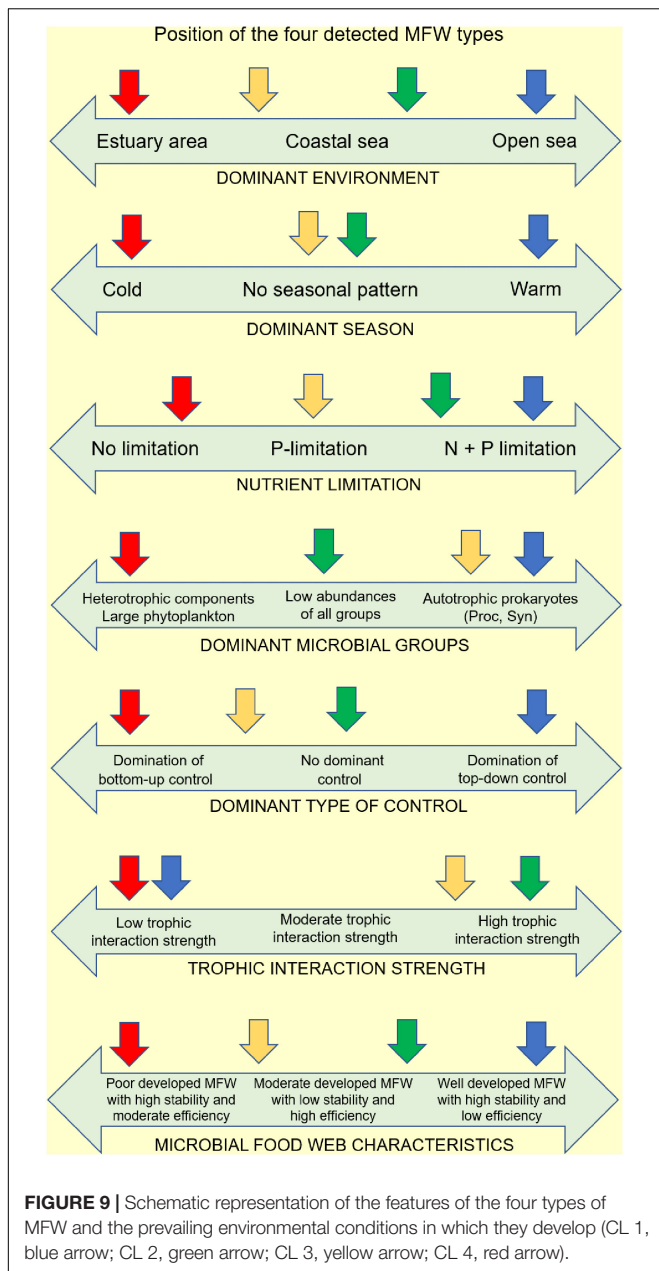 Position of the four detected MFW types
Estuary area Coastal sea Open sea
DOMINANT ENVIRONMENT
Cold No seasonal pattern Warm
DOMINANT SEASON
No limitation P-limitation N + P limitation
NUTRIENT LIMITATION
Heterotrophic components
Large phytoplankton
Low abundances
of all groups
Autotrophic prokaryotes
(Proc, Syn)
DOMINANT MICROBIAL GROUPS
Domination of
bottom-up control
No dominant
control
Domination of
top-down control
DOMINANT TYPE OF CONTROL
Low trophic
interaction strength
Moderate trophic
interaction strength
High trophic
interaction strength
TROPHIC INTERACTION STRENGTH
Poor developed MFW
with high stability and
moderate efficiency
Moderate developed MFW
with low stability and
high efficiency
Well developed MFW
with high stability and
low efficiency
MICROBIAL FOOD WEB CHARACTERISTICS
FIGURE 9 | Schematic representation of the features of the four types of
MFW and the prevailing environmental conditions in which they develop (CL 1,
blue arrow; CL 2, green arrow; CL 3, yellow arrow; CL 4, red arrow).